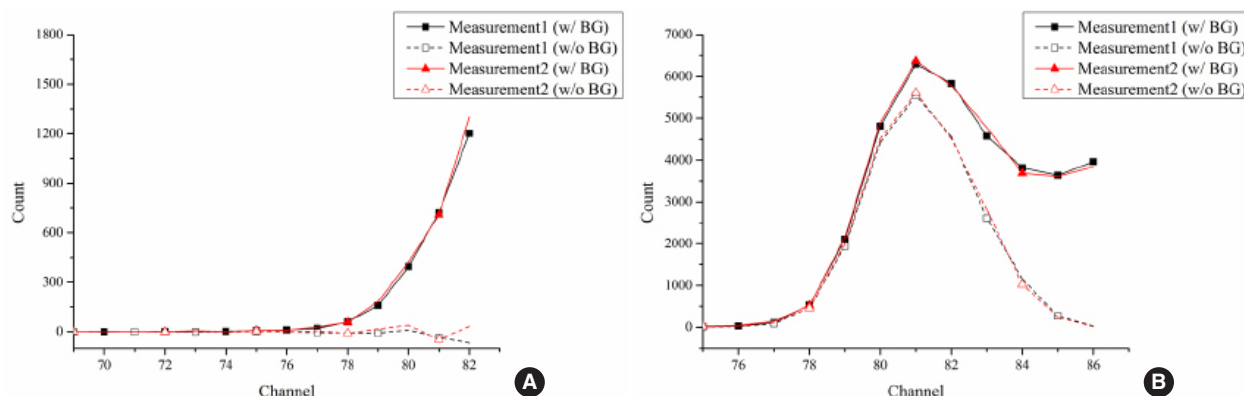 Measurement1 (w/ BG)
Measurement1 (w/o BG)
Measurement2 (w/ BG)
Measurement2 (w/o BG)
1800
1500
1200
900
600
300
0
Count
70 72 74 76 78 80 82
Channel
A
Measurement1 (w/ BG)
Measurement1 (w/o BG)
Measurement2 (w/ BG)
Measurement2 (w/o BG)
7000
6000
5000
4000
3000
2000
1000
0
Count
76 78 80 82 84 86
Channel
B